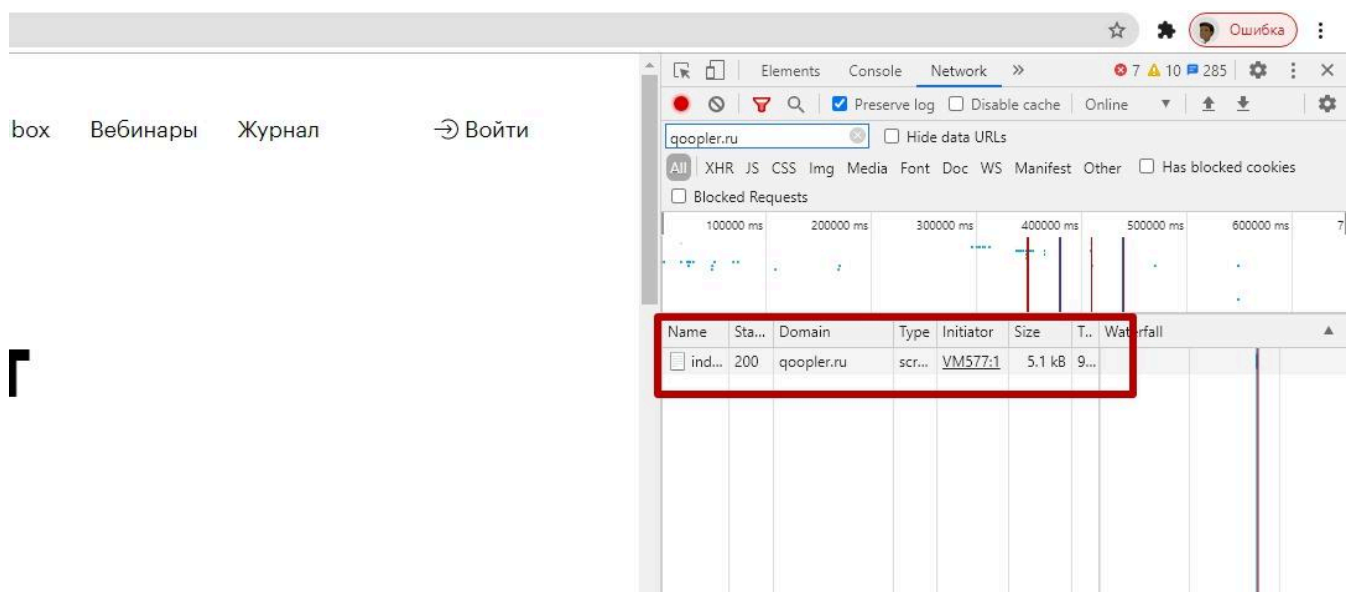 Ошибка
Elements Console Network » 7 10 285
Preserve log Disable cache Online
box Вебинары Журнал Войти
qoopler.ru Hide data URLs
All XHR JS CSS Img Media Font Doc WS Manifest Other Has blocked cookies
Blocked Requests
100000 ms 200000 ms 300000 ms 400000 ms 500000 ms 600000 ms 7
Name Sta... Domain Type Initiator Size T... Waterfall
ind... 200 qoopler.ru scr... VM577:1 5.1 kB 9...